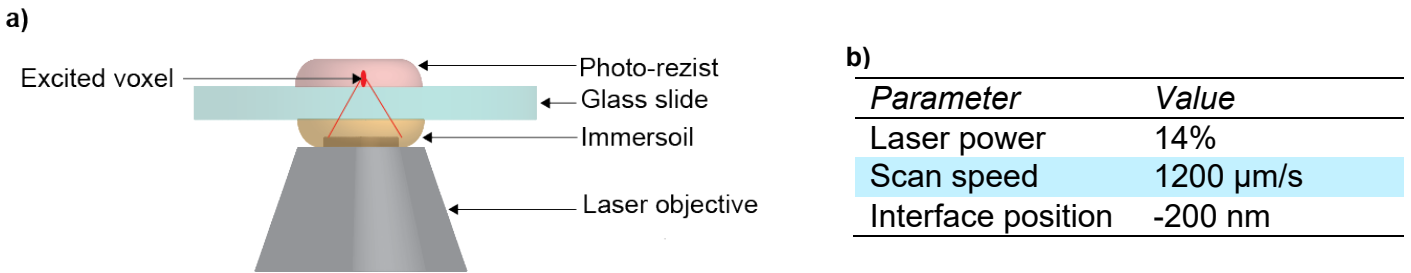 a)
Excited voxel
Photo-rezist
Glass slide
Immersoil
Laser objective
b)
Parameter Value
Laser power 14%
Scan speed 1200 µm/s
Interface position -200 nm